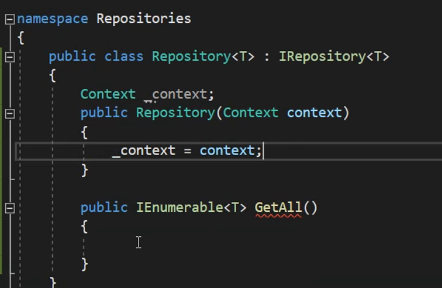 namespace Repositories
{
public class Repository<T> : IRepository<T>
{
Context _context;
public Repository(Context context)
{
_context = context;
}
public IEnumerable<T> GetAll()
{
}
}